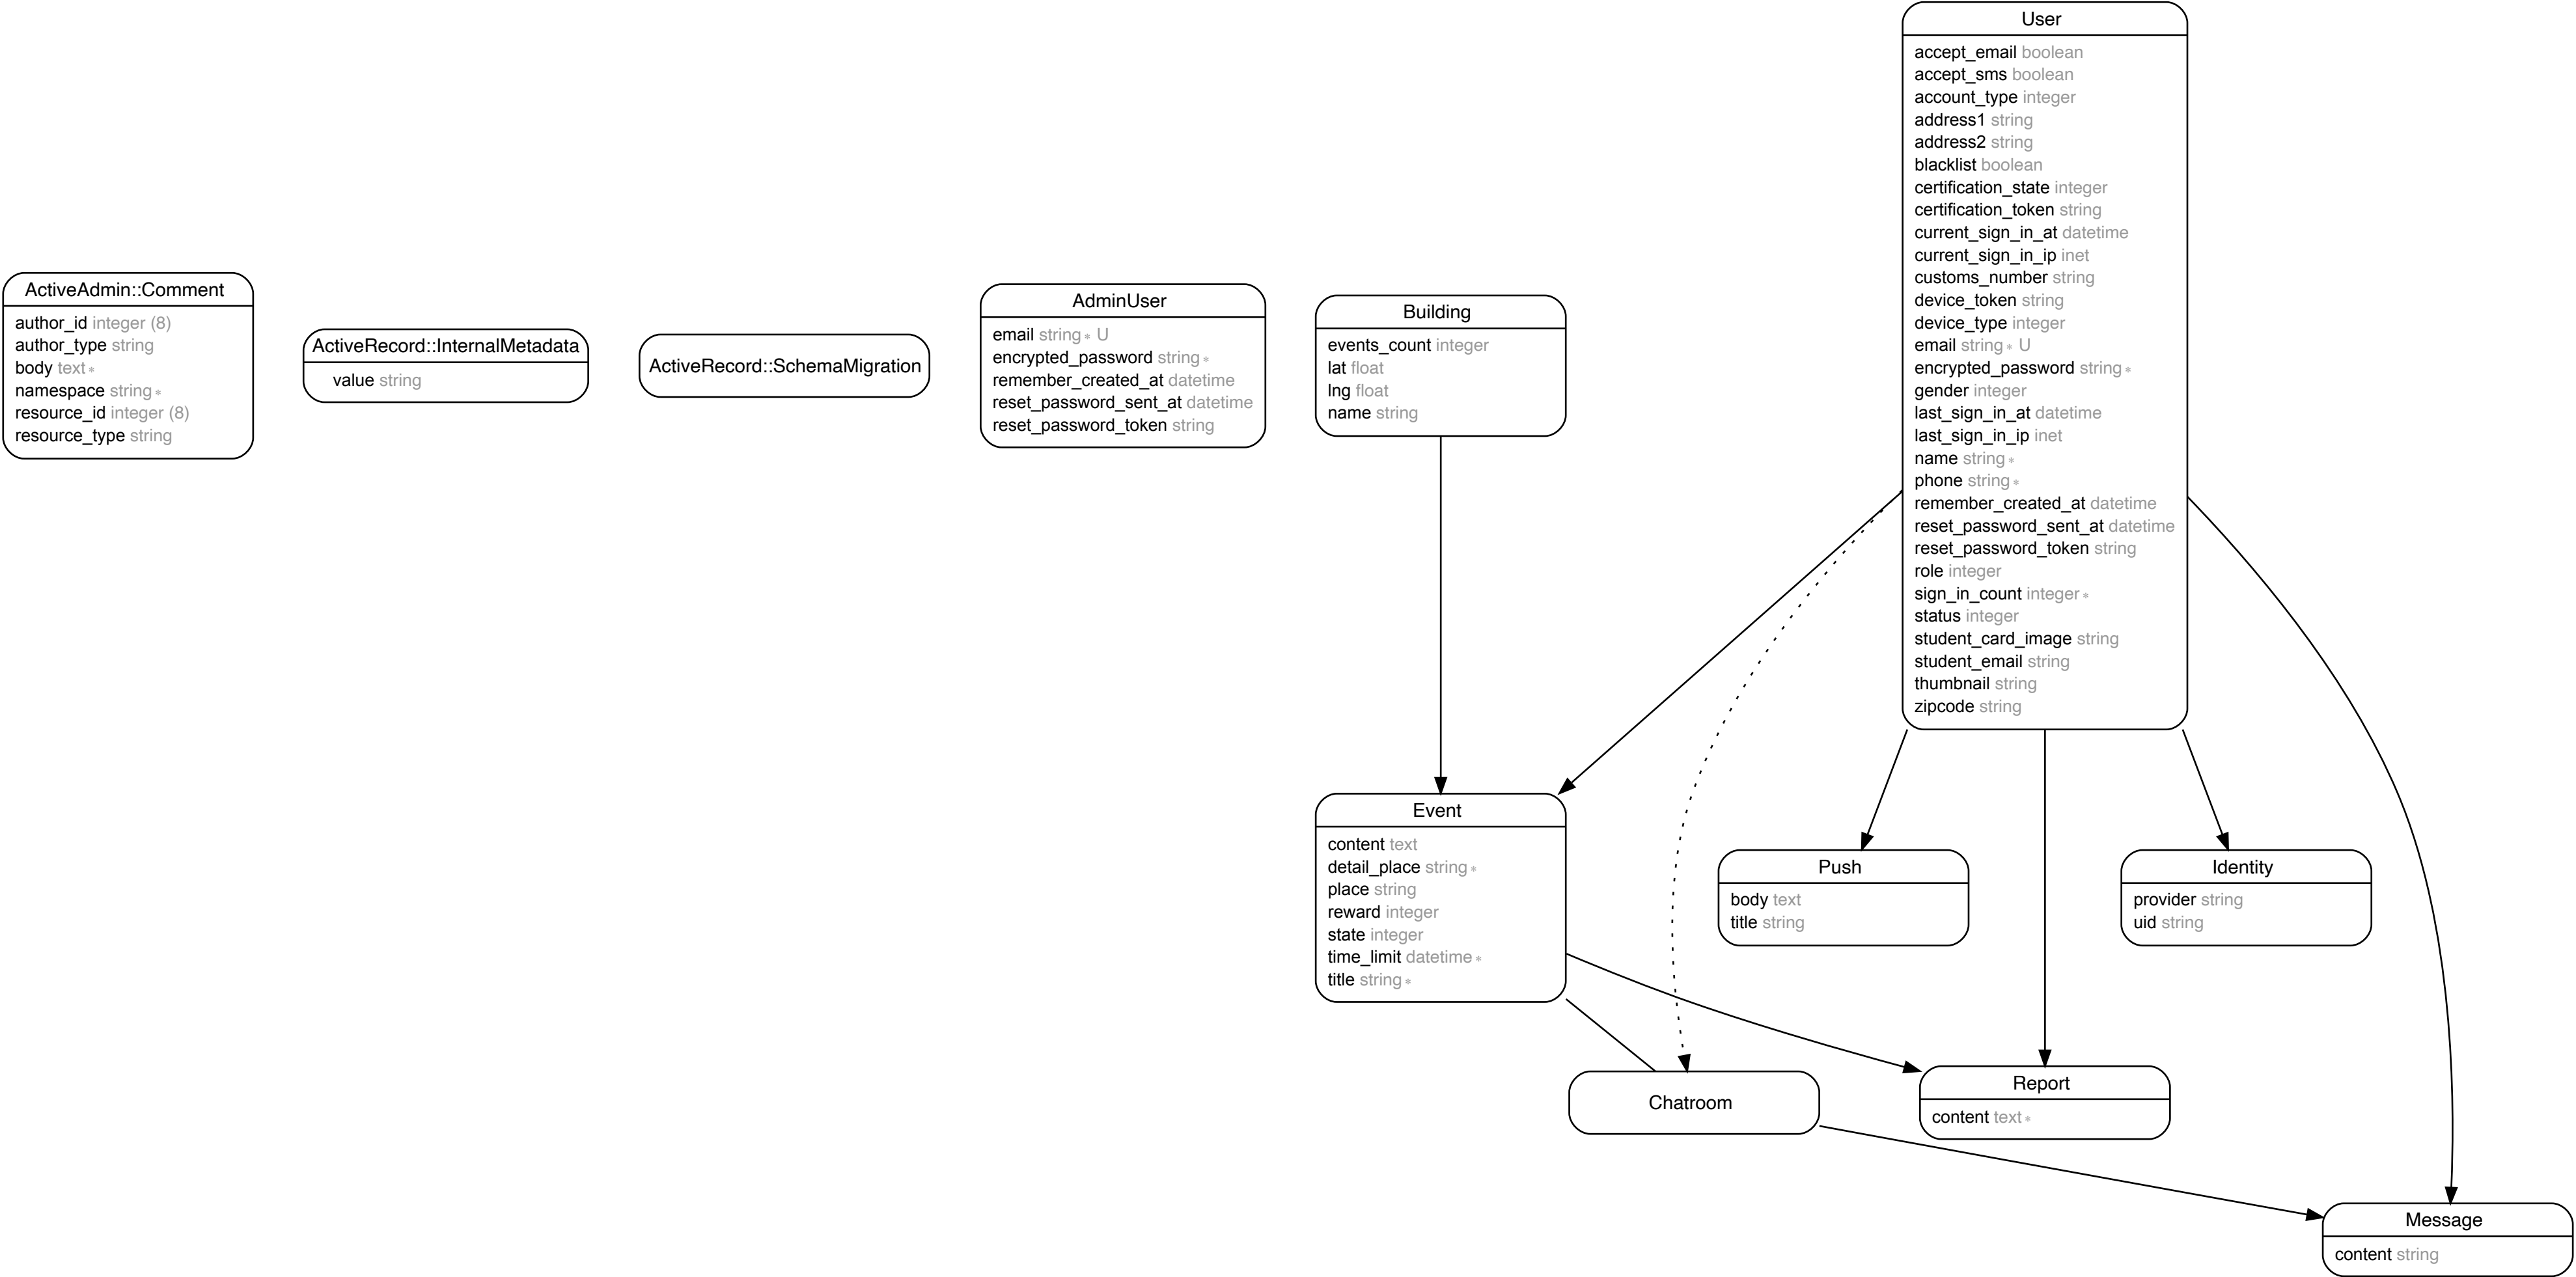 User
accept_email boolean
accept_sms boolean
account_type integer
address1 string
address2 string
blacklist boolean
certification_state integer
certification_token string
current_sign_in_at datetime
current_sign_in_ip inet
customs_number string
device_token string
device_type integer
email string* U
encrypted_password string*
gender integer
last_sign_in_at datetime
last_sign_in_ip inet
name string*
phone string*
remember_created_at datetime
reset_password_sent_at datetime
reset_password_token string
role integer
sign_in_count integer*
status integer
student_card_image string
student_email string
thumbnail string
zipcode string
ActiveAdmin::Comment
author_id integer (8)
author_type string
body text*
namespace string*
resource_id integer (8)
resource_type string
ActiveRecord::InternalMetadata
value string
ActiveRecord::SchemaMigration
AdminUser
email string* U
encrypted_password string*
remember_created_at datetime
reset_password_sent_at datetime
reset_password_token string
Building
events_count integer
lat float
lng float
name string
Event
content text
detail_place string*
place string
reward integer
state integer
time_limit datetime*
title string*
Push
body text
title string
Identity
provider string
uid string
Chatroom
Report
content text*
Message
content string